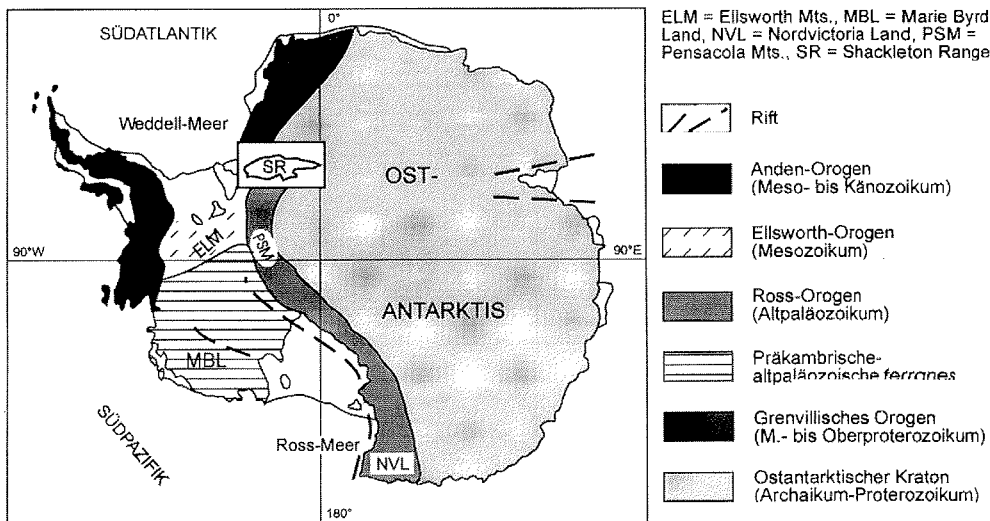 ELM = Ellsworth Mts., MBL = Marie Byrd
Land, NVL = Nordvictoria Land, PSM =
Pensacola Mts., SR = Shackleton Range
SÜDATLANTIK
0°
Weddell-Meer
SR
OST-
ELM
PSM
90°W
90°E
ANTARKTIS
MBL
SÜDPAZIFIK
Ross-Meer
NVL
180°
Rift
Anden-Orogen
(Meso- bis Känozoikum)
Ellsworth-Orogen
(Mesozoikum)
Ross-Orogen
(Altpaläozoikum)
Präkambrische-
altpaläozoische terranes
Grenvillisches Orogen
(M.- bis Oberproterozoikum)
Ostantarktischer Kraton
(Archaikum-Proterozoikum)